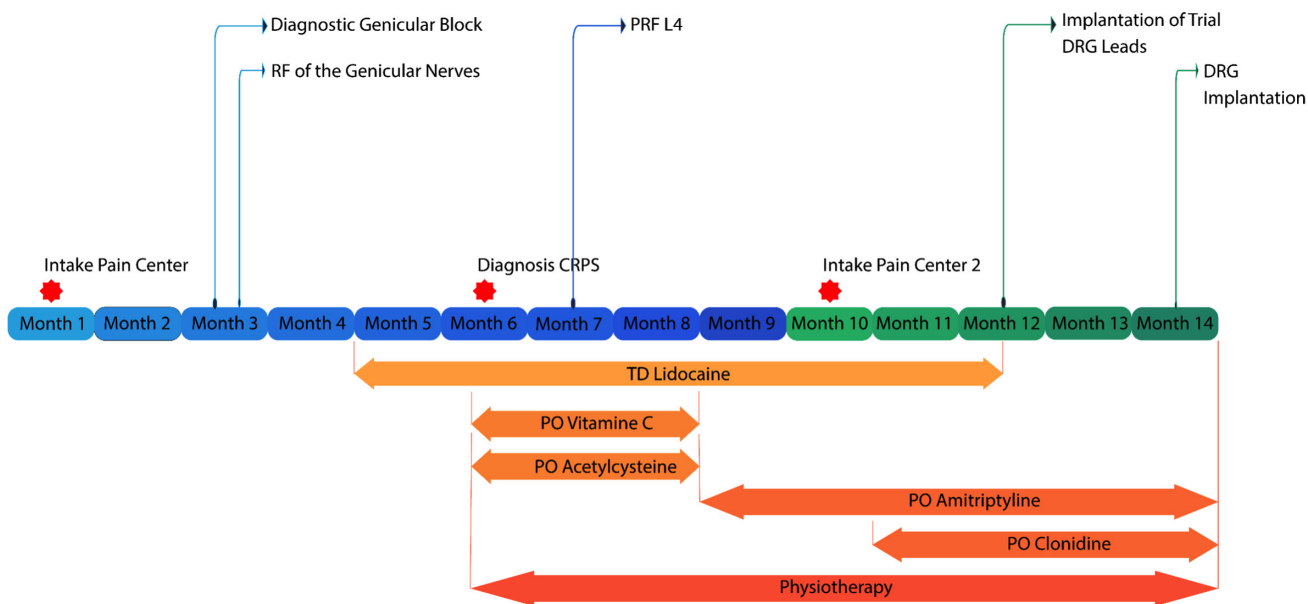 Diagnostic Genicular Block
PRF L4
Implantation of Trial
DRG Leads
RF of the Genicular Nerves
DRG
Implantation
Intake Pain Center
Diagnosis CRPS
Intake Pain Center 2
Month 1
Month 2
Month 3
Month 4
Month 5
Month 6
Month 7
Month 8
Month 9
Month 10
Month 11
Month 12
Month 13
Month 14
TD Lidocaine
PO Vitamine C
PO Acetylcysteine
PO Amitriptyline
PO Clonidine
Physiotherapy